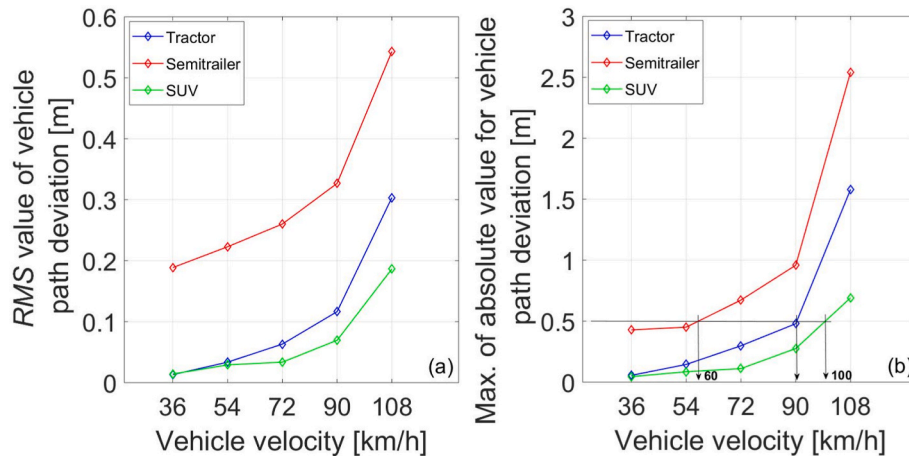 0.6
0.5
0.4
0.3
0.2
0.1
0
RMS value of vehicle
path deviation [m]
Tractor
Semitrailer
SUV
(a)
36 54 72 90 108
Vehicle velocity [km/h]
3
2.5
2
1.5
1
0.5
0
Max. of absolute value for vehicle
path deviation [m]
Tractor
Semitrailer
SUV
60
100
(b)
36 54 72 90 108
Vehicle velocity [km/h]